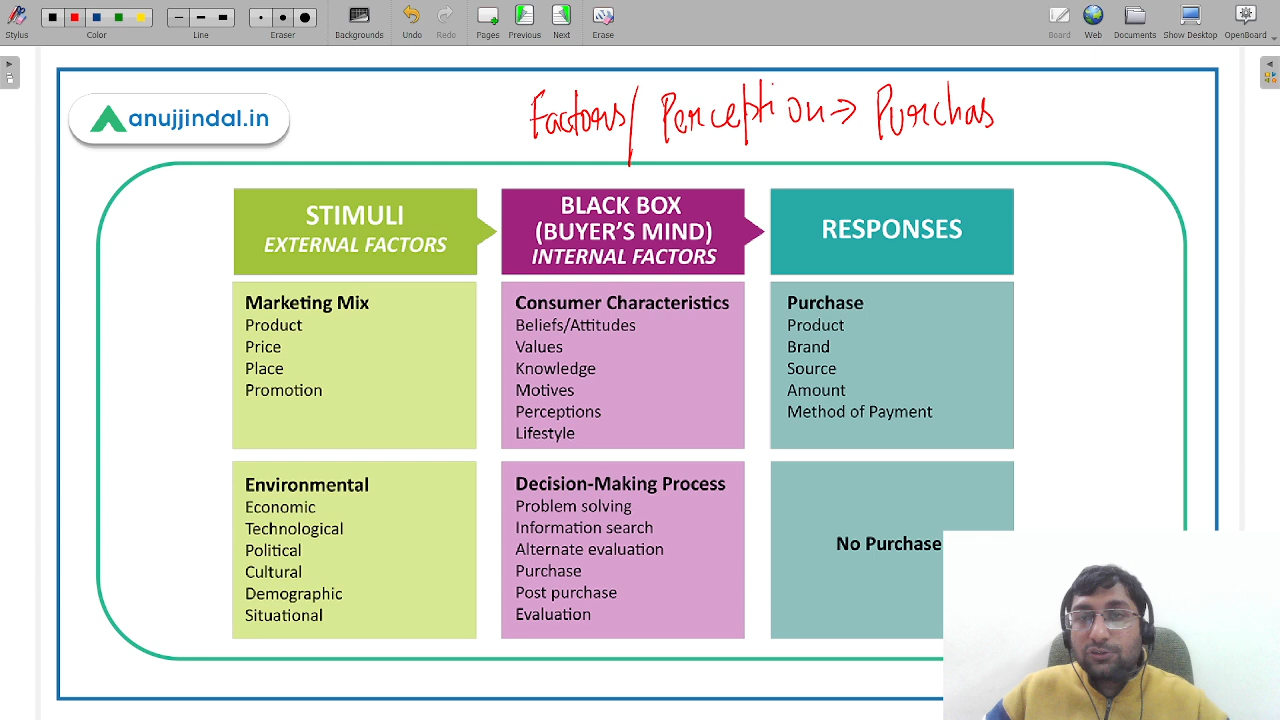 Stylus
Color
Line
Eraser
Backgrounds
Undo
Redo
Pages
Previous
Next
Erase
Board
Web
Documents
Show Desktop
OpenBoard
anujjindal.in
Factors/ Perception ⇒ Purchas
STIMULI
EXTERNAL FACTORS
Marketing Mix
Product
Price
Place
Promotion
Environmental
Economic
Technological
Political
Cultural
Demographic
Situational
BLACK BOX
(BUYER'S MIND)
INTERNAL FACTORS
Consumer Characteristics
Beliefs/Attitudes
Values
Knowledge
Motives
Perceptions
Lifestyle
Decision-Making Process
Problem solving
Information search
Alternate evaluation
Purchase
Post purchase
Evaluation
RESPONSES
Purchase
Product
Brand
Source
Amount
Method of Payment
No Purchase